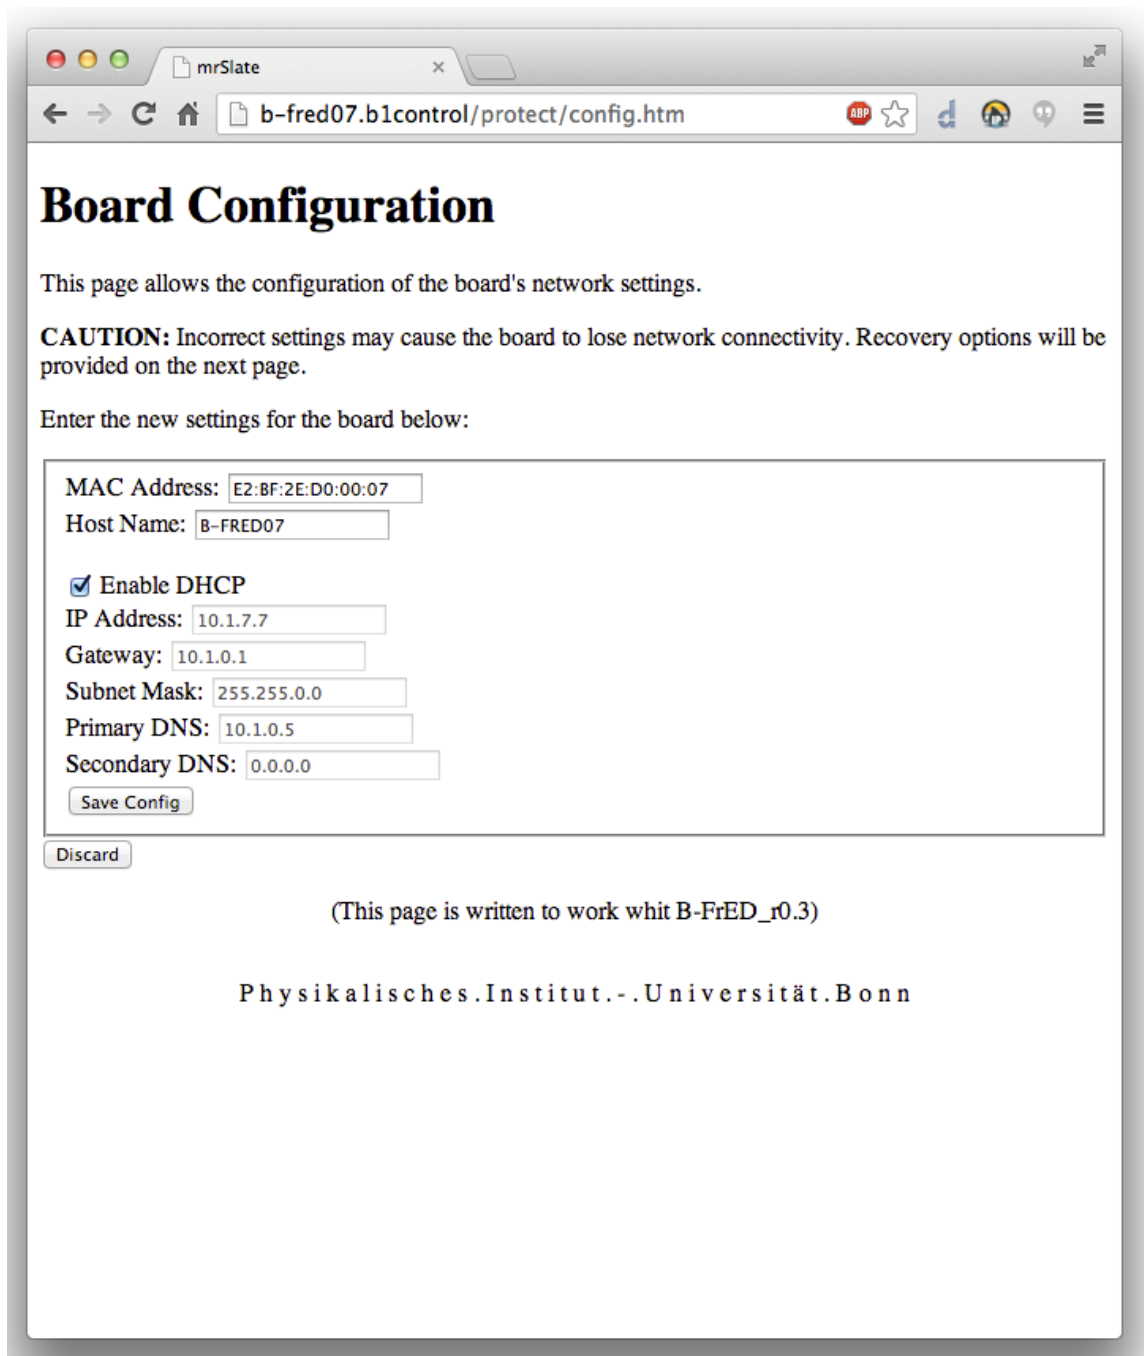 mrSlate
b-fred07.b1control/protect/config.htm
ABP
d
Board Configuration
This page allows the configuration of the board's network settings.
CAUTION: Incorrect settings may cause the board to lose network connectivity. Recovery options will be
provided on the next page.
Enter the new settings for the board below:
MAC Address: E2:BF:2E:D0:00:07
Host Name: B-FRED07
Enable DHCP
IP Address: 10.1.7.7
Gateway: 10.1.0.1
Subnet Mask: 255.255.0.0
Primary DNS: 10.1.0.5
Secondary DNS: 0.0.0.0
Save Config
Discard
(This page is written to work whit B-FrED_r0.3)
P h y s i k a l i s c h e s . I n s t i t u t . - . U n i v e r s i t ä t . B o n n